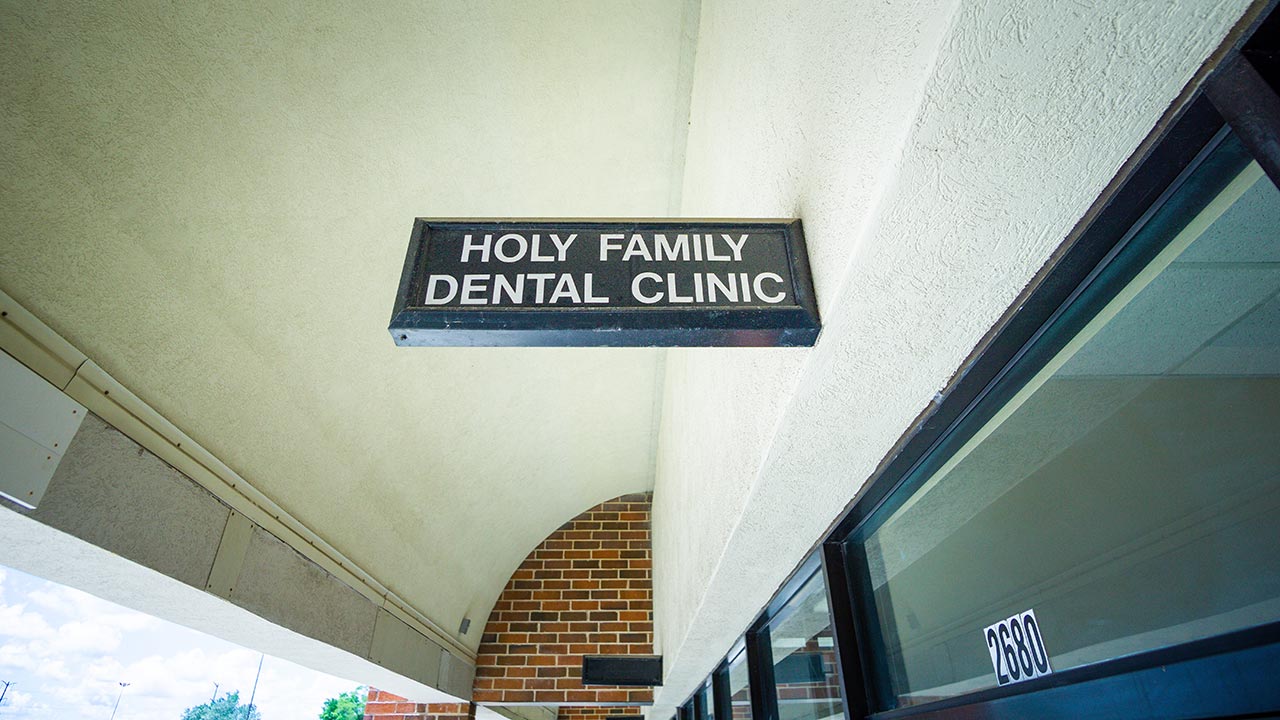 HOLY FAMILY
DENTAL CLINIC
2680